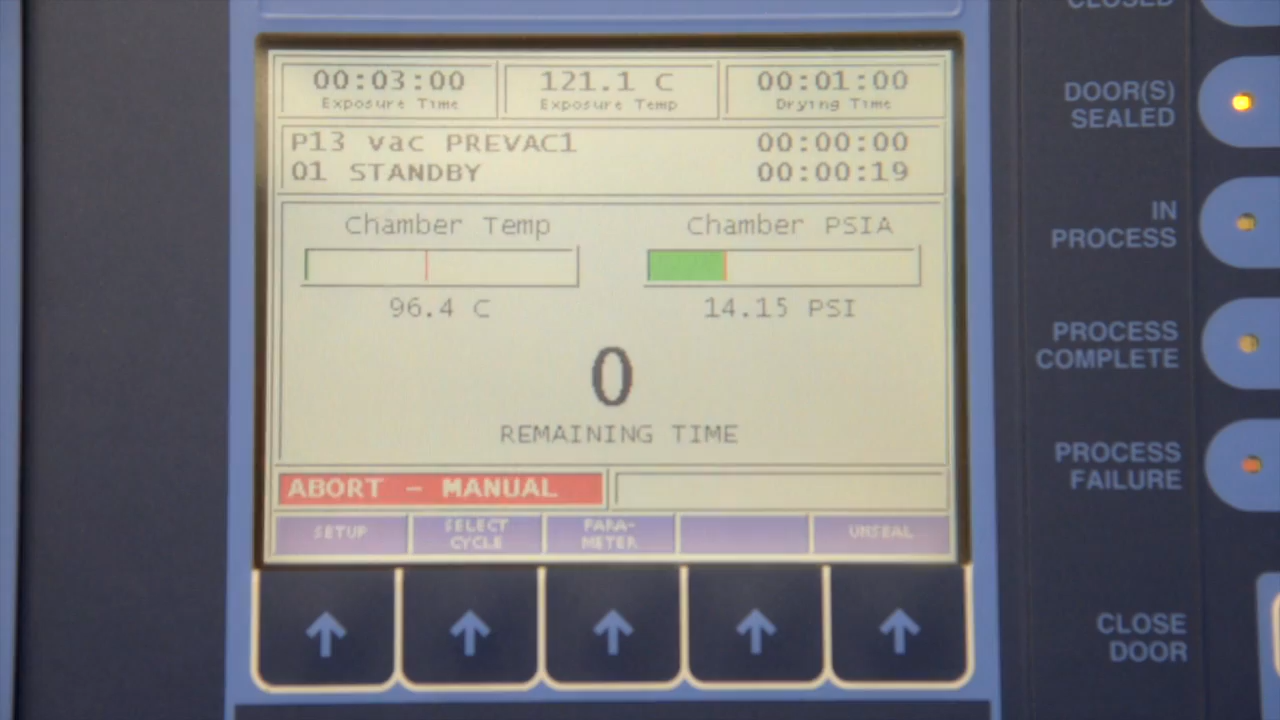 00:03:00
Exposure Time
121.1 C
Exposure Temp
00:01:00
Drying Time
P13 vac PREVAC1 00:00:00
01 STANDBY 00:00:19
Chamber Temp
96.4 C
Chamber PSIA
14.15 PSI
0
REMAINING TIME
ABORT - MANUAL
SETUP
SELECT
CYCLE
PARA-
METER
UNSEAL
CLOSED
DOOR(S)
SEALED
IN
PROCESS
PROCESS
COMPLETE
PROCESS
FAILURE
CLOSE
DOOR